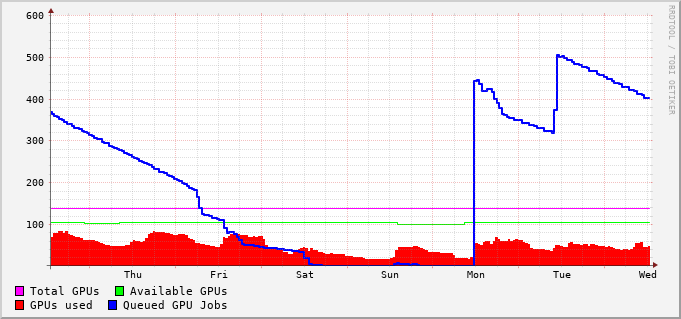 600
500
400
300
200
100
Thu Fri Sat Sun Mon Tue Wed
Total GPUs Available GPUs
GPUs used Queued GPU Jobs
RRDTOOL / TOBI OETIKER